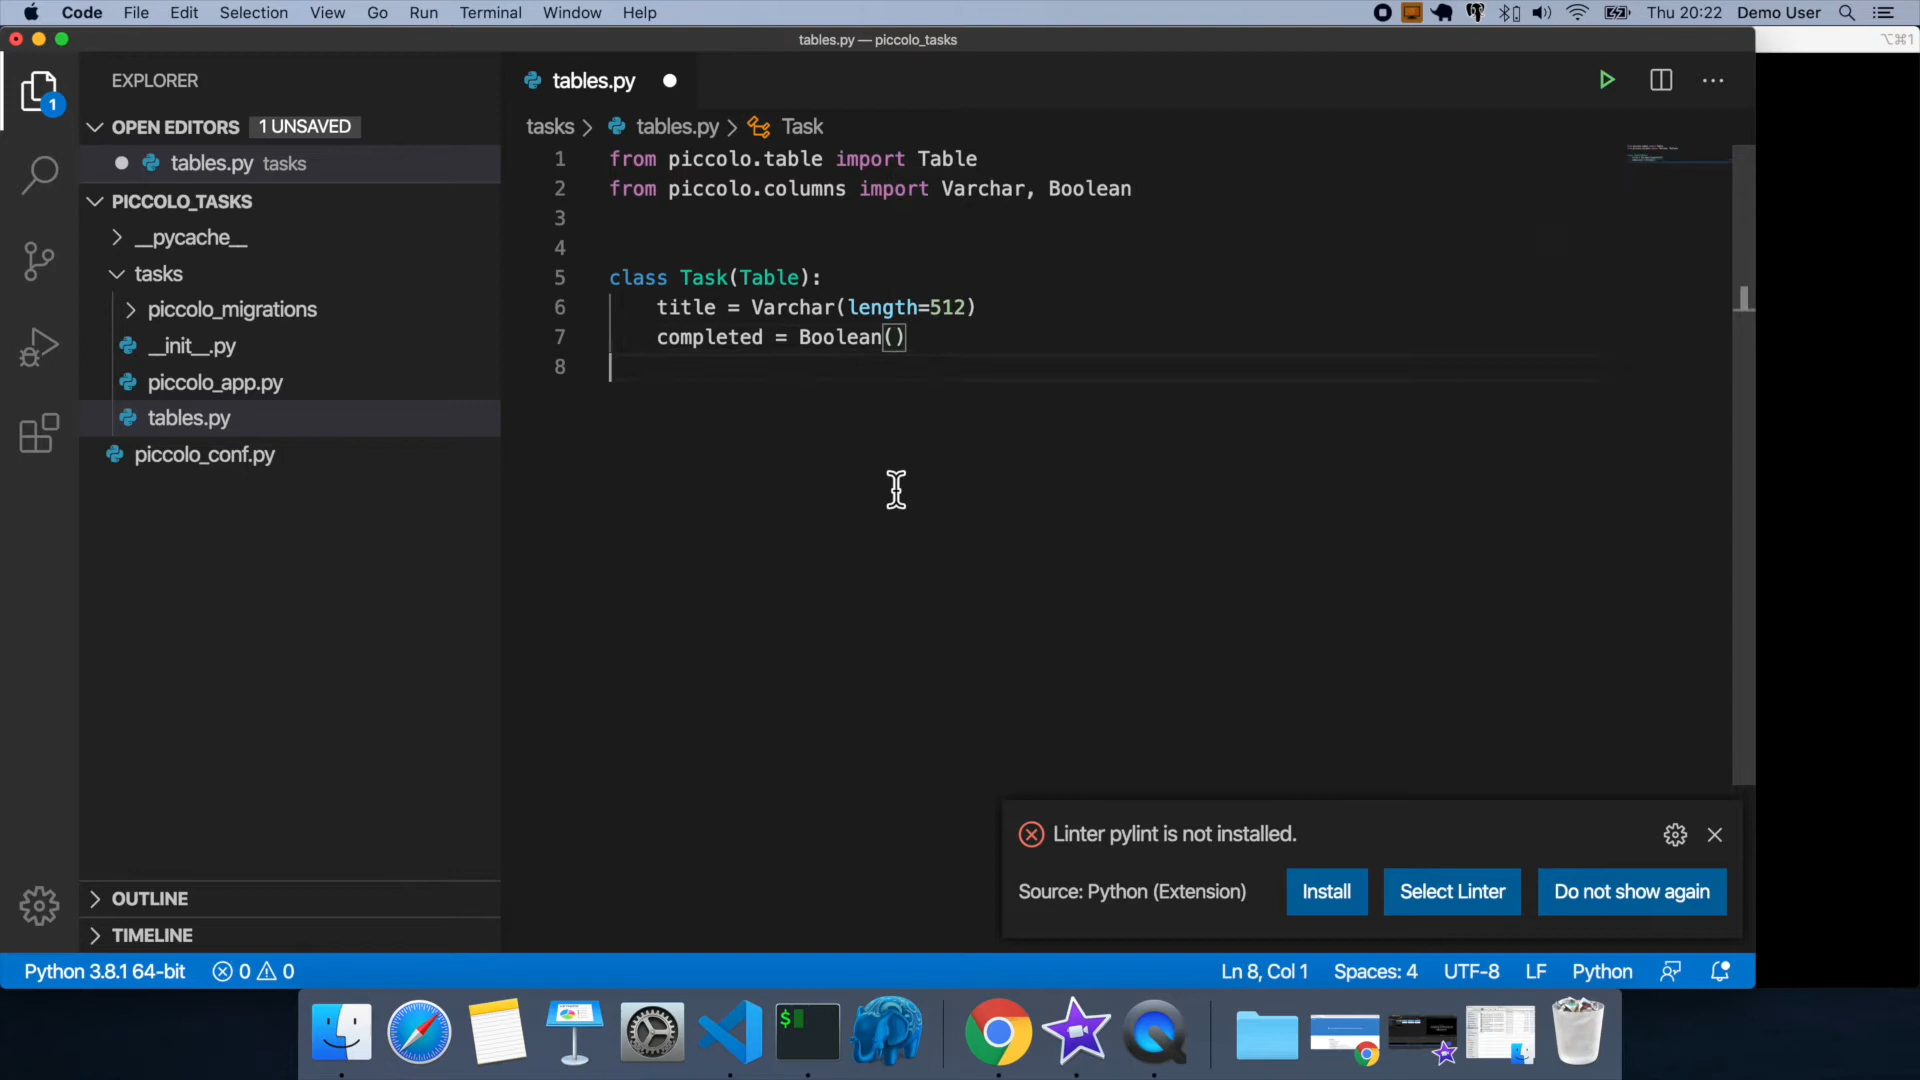 Code File Edit Selection View Go Run Terminal Window Help
Thu 20:22 Demo User
tables.py — piccolo_tasks
⌥⌘1
EXPLORER
OPEN EDITORS 1 UNSAVED
tables.py tasks
PICCOLO_TASKS
__pycache__
tasks
piccolo_migrations
__init__.py
piccolo_app.py
tables.py
piccolo_conf.py
OUTLINE
TIMELINE
1
tables.py
tasks > tables.py > Task
1 from piccolo.table import Table
2 from piccolo.columns import Varchar, Boolean
3
4
5 class Task(Table):
6 title = Varchar(length=512)
7 completed = Boolean()
8
Linter pylint is not installed.
Source: Python (Extension) Install Select Linter Do not show again
Python 3.8.1 64-bit 0 0 Ln 8, Col 1 Spaces: 4 UTF-8 LF Python
$